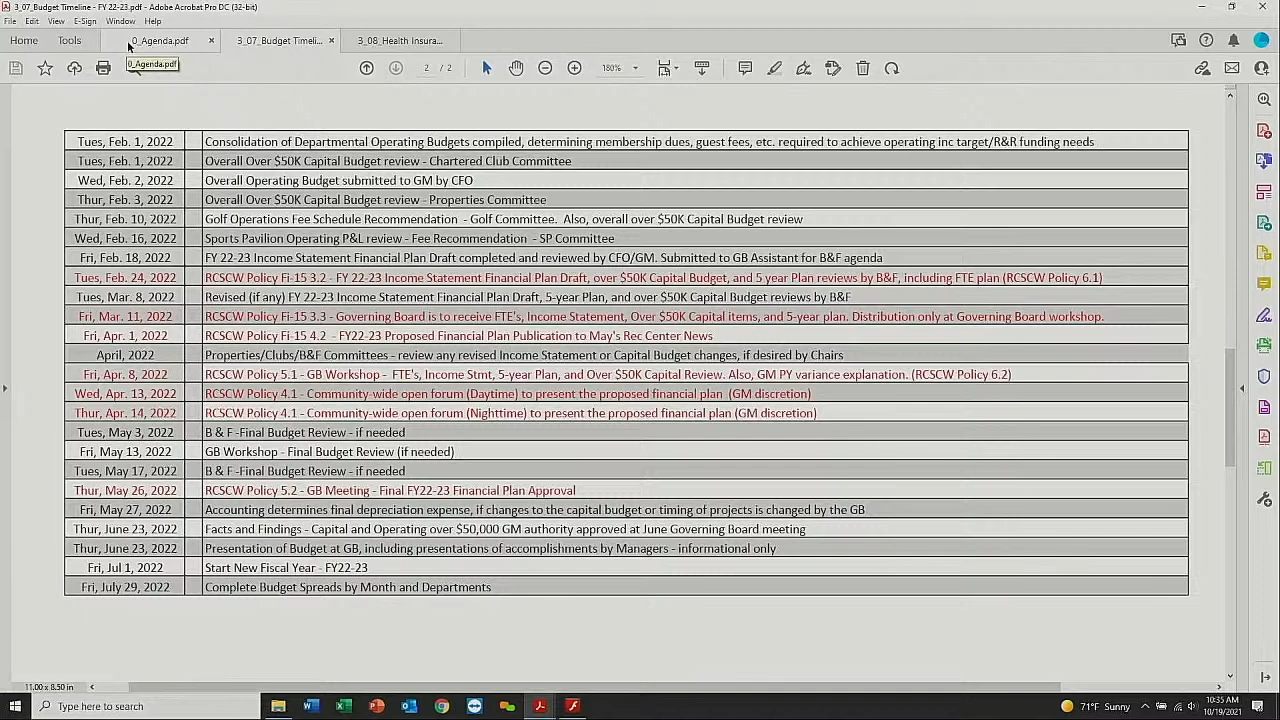 3_07_Budget Timeline - FY 22-23.pdf - Adobe Acrobat Pro DC (32-bit)
File Edit View E-Sign Window Help
Home Tools 0_Agenda.pdf × 3_07_Budget Timeli... × 3_08_Health Insura...
0_Agenda.pdf
2 / 2
180%
Tues, Feb. 1, 2022 Consolidation of Departmental Operating Budgets compiled, determining membership dues, guest fees, etc. required to achieve operating inc target/R&R funding needs
Tues, Feb. 1, 2022 Overall Over $50K Capital Budget review - Chartered Club Committee
Wed, Feb. 2, 2022 Overall Operating Budget submitted to GM by CFO
Thur, Feb. 3, 2022 Overall Over $50K Capital Budget review - Properties Committee
Thur, Feb. 10, 2022 Golf Operations Fee Schedule Recommendation - Golf Committee. Also, overall over $50K Capital Budget review
Wed, Feb. 16, 2022 Sports Pavilion Operating P&L review - Fee Recommendation - SP Committee
Fri, Feb. 18, 2022 FY 22-23 Income Statement Financial Plan Draft completed and reviewed by CFO/GM. Submitted to GB Assistant for B&F agenda
Tues, Feb. 24, 2022 RCSCW Policy Fi-15 3.2 - FY 22-23 Income Statement Financial Plan Draft, over $50K Capital Budget, and 5 year Plan reviews by B&F, including FTE plan (RCSCW Policy 6.1)
Tues, Mar. 8, 2022 Revised (if any) FY 22-23 Income Statement Financial Plan Draft, 5-year Plan, and over $50K Capital Budget reviews by B&F
Fri, Mar. 11, 2022 RCSCW Policy Fi-15 3.3 - Governing Board is to receive FTE's, Income Statement, Over $50K Capital items, and 5-year plan. Distribution only at Governing Board workshop.
Fri, Apr. 1, 2022 RCSCW Policy Fi-15 4.2 - FY22-23 Proposed Financial Plan Publication to May's Rec Center News
April, 2022 Properties/Clubs/B&F Committees - review any revised Income Statement or Capital Budget changes, if desired by Chairs
Fri, Apr. 8, 2022 RCSCW Policy 5.1 - GB Workshop - FTE's, Income Stmt, 5-year Plan, and Over $50K Capital Review. Also, GM PY variance explanation. (RCSCW Policy 6.2)
Wed, Apr. 13, 2022 RCSCW Policy 4.1 - Community-wide open forum (Daytime) to present the proposed financial plan (GM discretion)
Thur, Apr. 14, 2022 RCSCW Policy 4.1 - Community-wide open forum (Nighttime) to present the proposed financial plan (GM discretion)
Tues, May 3, 2022 B & F -Final Budget Review - if needed
Fri, May 13, 2022 GB Workshop - Final Budget Review (if needed)
Tues, May 17, 2022 B & F -Final Budget Review - if needed
Thur, May 26, 2022 RCSCW Policy 5.2 - GB Meeting - Final FY22-23 Financial Plan Approval
Fri, May 27, 2022 Accounting determines final depreciation expense, if changes to the capital budget or timing of projects is changed by the GB
Thur, June 23, 2022 Facts and Findings - Capital and Operating over $50,000 GM authority approved at June Governing Board meeting
Thur, June 23, 2022 Presentation of Budget at GB, including presentations of accomplishments by Managers - informational only
Fri, Jul 1, 2022 Start New Fiscal Year - FY22-23
Fri, July 29, 2022 Complete Budget Spreads by Month and Departments
11.00 x 8.50 in
Type here to search
71°F Sunny
10:35 AM
10/19/2021